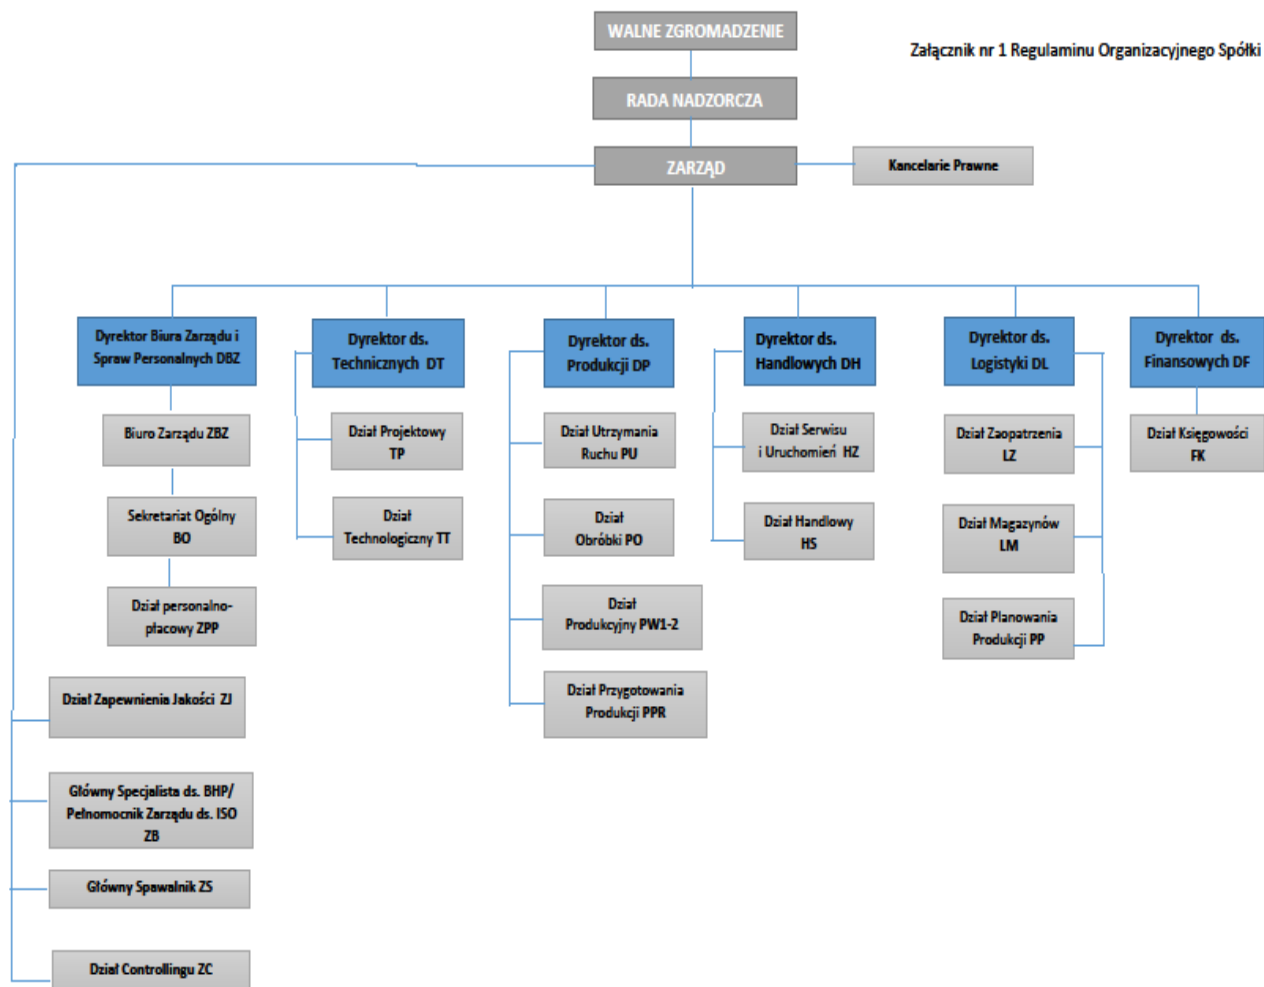 WALNE ZGROMADZENIE
Załącznik nr 1 Regulaminu Organizacyjnego Spółki
RADA NADZORCZA
ZARZĄD
Kancelarie Prawne
Dyrektor Biura Zarządu i
Spraw Personalnych DBZ
Dyrektor ds.
Technicznych DT
Dyrektor ds.
Produkcji DP
Dyrektor ds.
Handlowych DH
Dyrektor ds.
Logistyki DL
Dyrektor ds.
Finansowych DF
Biuro Zarządu ZBZ
Dział Projektowy
TP
Dział Utrzymania
Ruchu PU
Dział Serwisu
i Uruchomień HZ
Dział Zaopatrzenia
LZ
Dział Księgowości
FK
Sekretariat Ogólny
BO
Dział
Technologiczny TT
Dział
Obróbki PO
Dział Handlowy
HS
Dział Magazynów
LM
Dział personalno-
płacowy ZPP
Dział
Produkcyjny PW1-2
Dział Planowania
Produkcji PP
Dział Zapewnienia Jakości ZJ
Dział Przygotowania
Produkcji PPR
Główny Specjalista ds. BHP/
Pełnomocnik Zarządu ds. ISO
ZB
Główny Spawalnik ZS
Dział Controllingu ZC